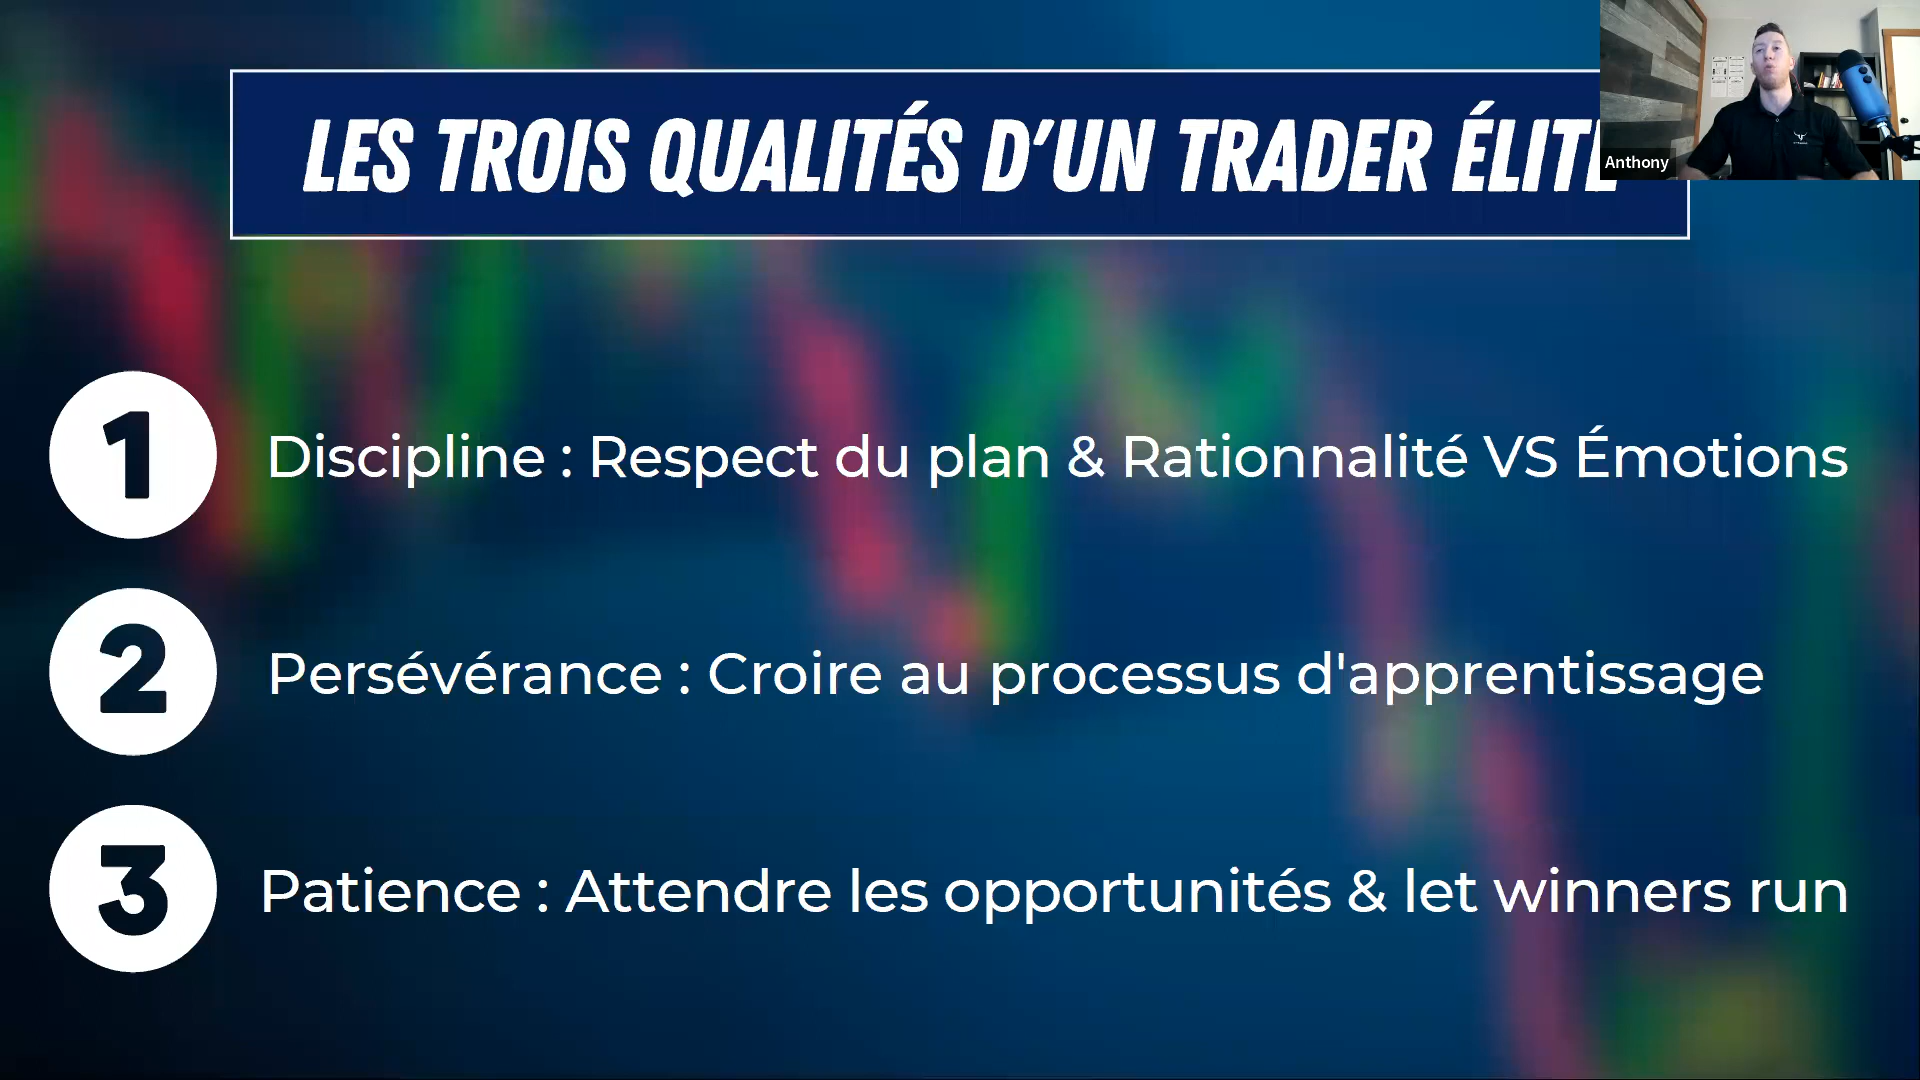 LES TROIS QUALITÉS D'UN TRADER ÉLITE
Anthony
1 Discipline : Respect du plan & Rationnalité VS Émotions
2 Persévérance : Croire au processus d'apprentissage
3 Patience : Attendre les opportunités & let winners run